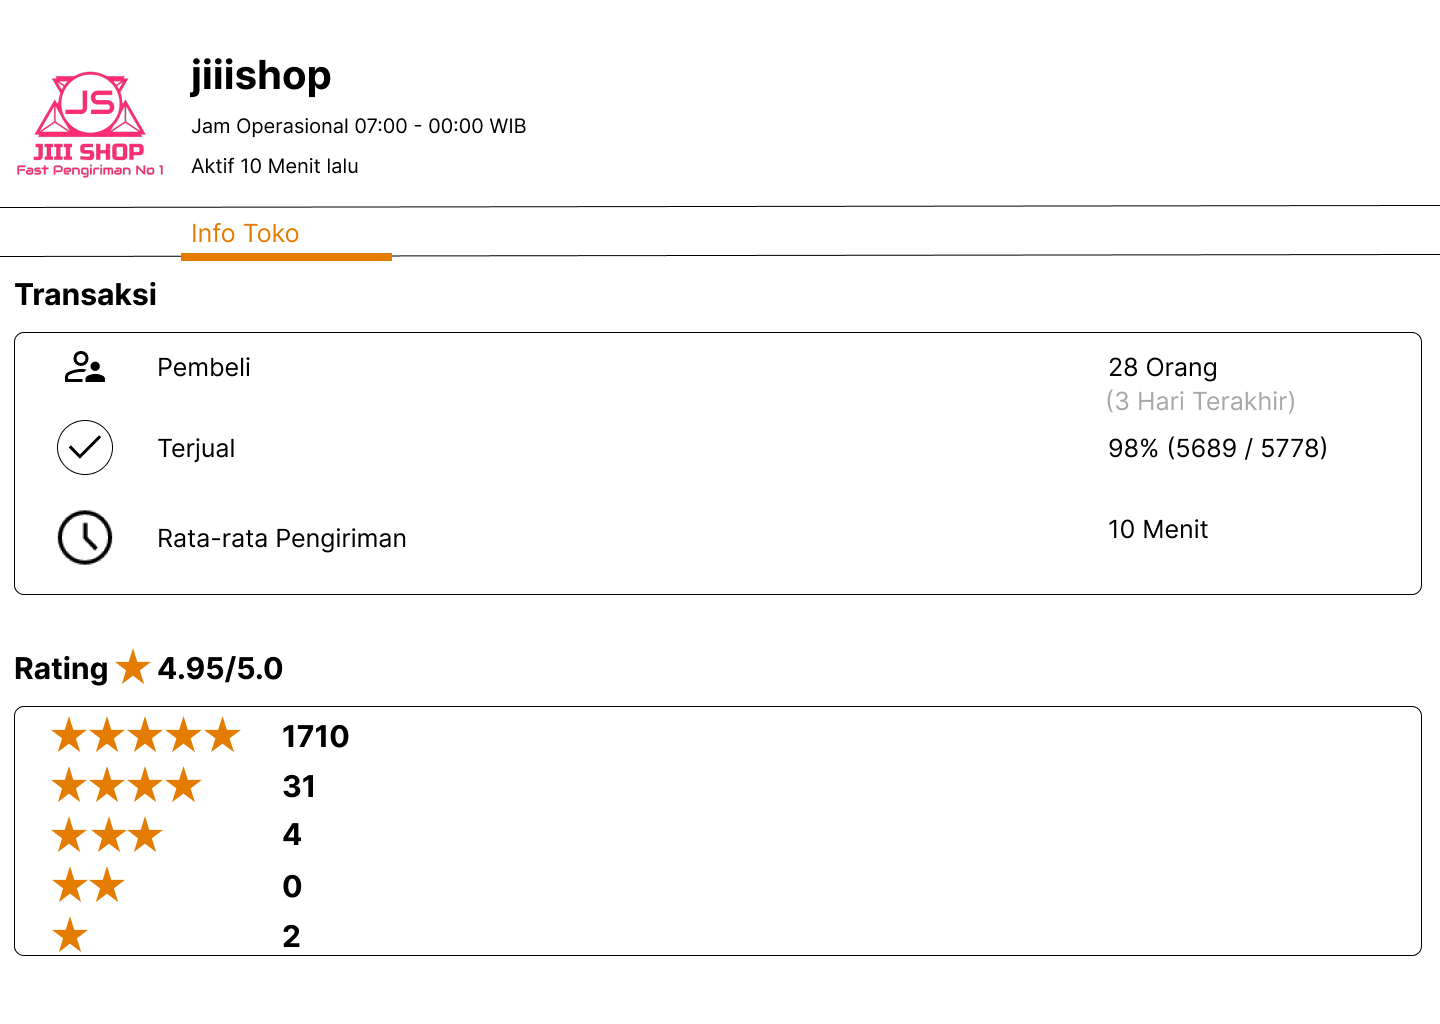 JS
JIII SHOP
Fast Pengiriman No 1
jiiishop
Jam Operasional 07:00 - 00:00 WIB
Aktif 10 Menit lalu
Info Toko
Transaksi
Pembeli 28 Orang
(3 Hari Terakhir)
Terjual 98% (5689 / 5778)
Rata-rata Pengiriman 10 Menit
Rating ★ 4.95/5.0
★★★★★ 1710
★★★★ 31
★★★ 4
★★ 0
★ 2